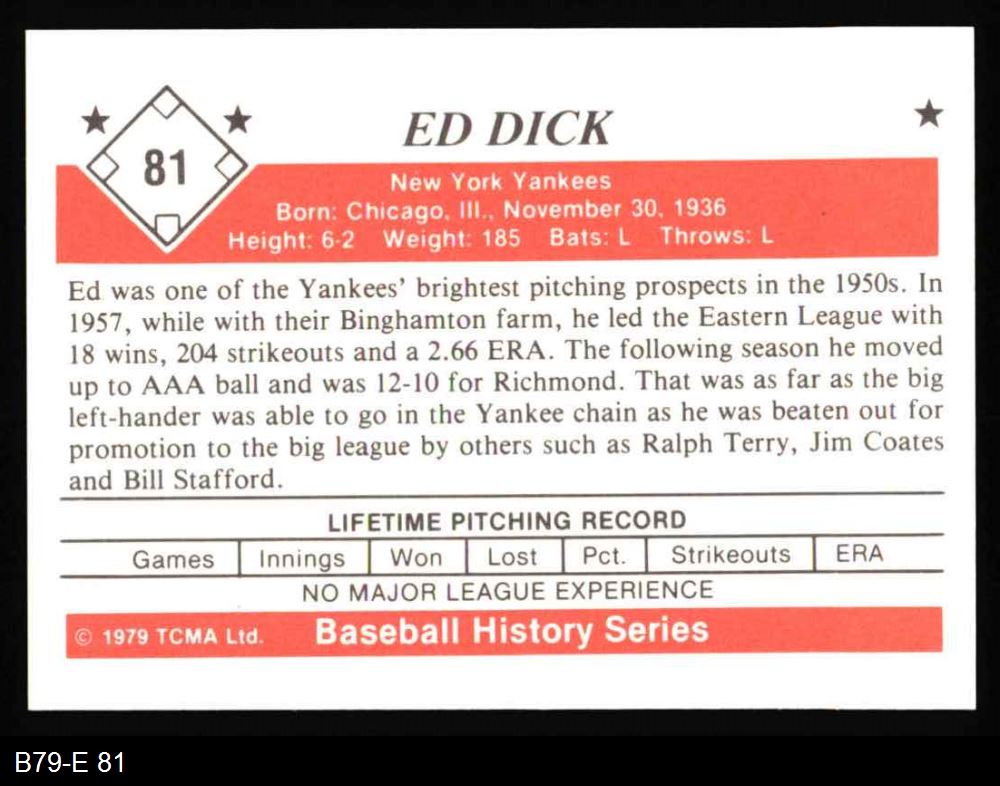 81
ED DICK
New York Yankees
Born: Chicago, Ill., November 30, 1936
Height: 6-2 Weight: 185 Bats: L Throws: L
Ed was one of the Yankees' brightest pitching prospects in the 1950s. In
1957, while with their Binghamton farm, he led the Eastern League with
18 wins, 204 strikeouts and a 2.66 ERA. The following season he moved
up to AAA ball and was 12-10 for Richmond. That was as far as the big
left-hander was able to go in the Yankee chain as he was beaten out for
promotion to the big league by others such as Ralph Terry, Jim Coates
and Bill Stafford.
LIFETIME PITCHING RECORD
Games Innings Won Lost Pct. Strikeouts ERA
NO MAJOR LEAGUE EXPERIENCE
© 1979 TCMA Ltd. Baseball History Series
B79-E 81